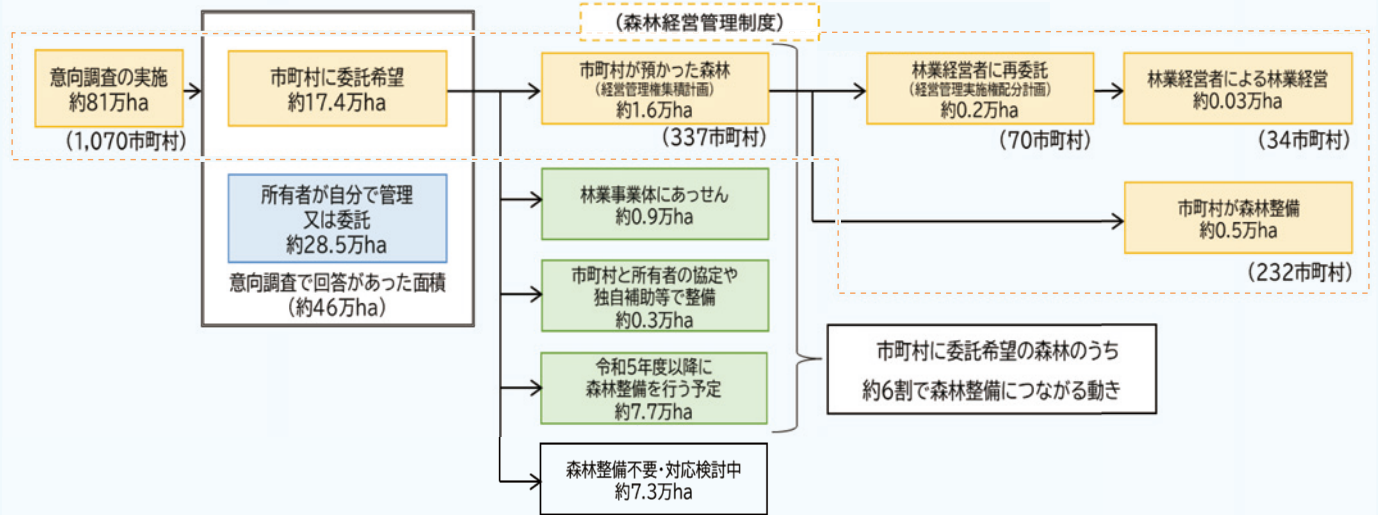 （森林経営管理制度）
意向調査の実施
約81万ha
（1,070市町村）
市町村に委託希望
約17.4万ha
所有者が自分で管理
又は委託
約28.5万ha
意向調査で回答があった面積
（約46万ha）
市町村が預かった森林
（経営管理権集積計画）
約1.6万ha
（337市町村）
林業事業体にあっせん
約0.9万ha
市町村と所有者の協定や
独自補助等で整備
約0.3万ha
令和5年度以降に
森林整備を行う予定
約7.7万ha
森林整備不要・対応検討中
約7.3万ha
林業経営者に再委託
（経営管理実施権配分計画）
約0.2万ha
（70市町村）
林業経営者による林業経営
約0.03万ha
（34市町村）
市町村が森林整備
約0.5万ha
（232市町村）
市町村に委託希望の森林のうち
約6割で森林整備につながる動き